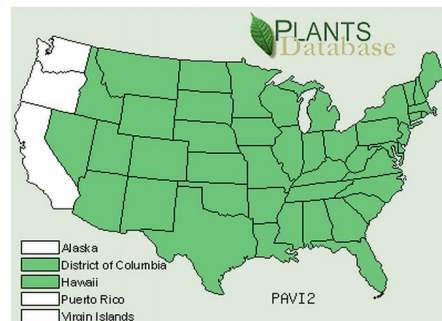 PLANTS
Database
Alaska
District of Columbia
Hawaii
Puerto Rico
Virgin Islands
PAVI2